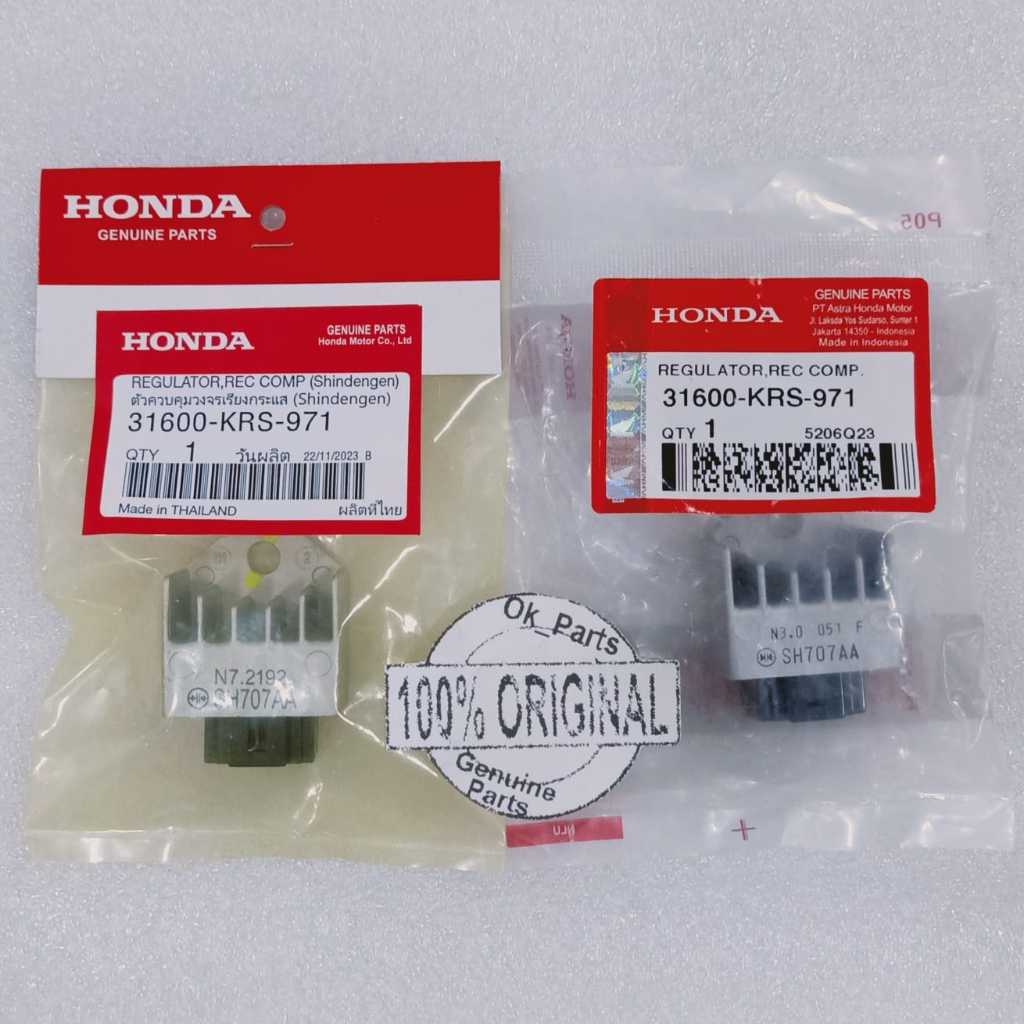 HONDA
GENUINE PARTS
HONDA
GENUINE PARTS
Honda Motor Co., Ltd
REGULATOR,REC COMP (Shindengen)
ตัวควบคุมวงจรเรียงกระแส (Shindengen)
31600-KRS-971
QTY 1 วันผลิต 22/11/2023 B
Made in THAILAND ผลิตที่ไทย
N7.2192
SH707AA
P05
HONDA
HONDA
GENUINE PARTS
PT Astra Honda Motor
Jl. Laksda Yos Sudarso, Sunter 1
Jakarta 14350 - Indonesia
Made in Indonesia
REGULATOR,REC COMP.
31600-KRS-971
QTY 1 5206Q23
N3.0 051 F
SH707AA
Ok_Parts
100% ORIGINAL
Genuine
Parts